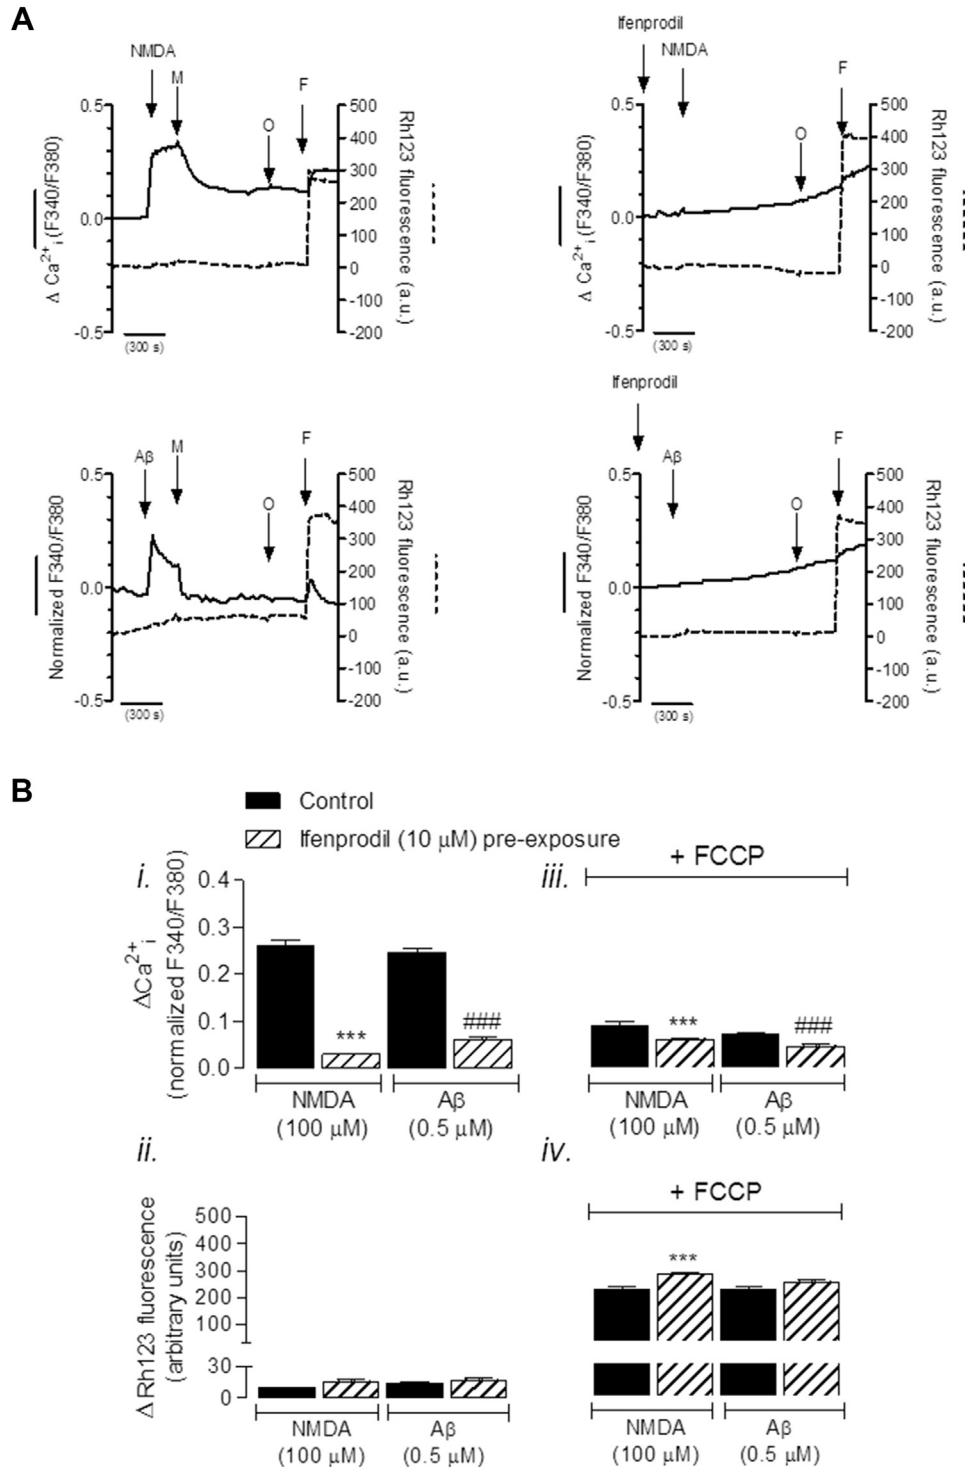 A
NMDA
M
O
F
0.5
0.0
-0.5
Δ Ca²⁺ᵢ (F340/F380)
500
400
300
200
100
0
-100
-200
Rh123 fluorescence (a.u.)
(300 s)
Ifenprodil
NMDA
O
F
0.5
0.0
-0.5
Δ Ca²⁺ᵢ (F340/F380)
500
400
300
200
100
0
-100
-200
Rh123 fluorescence (a.u.)
(300 s)
Aβ
M
O
F
0.5
0.0
-0.5
Normalized F340/F380
500
400
300
200
100
0
-100
-200
Rh123 fluorescence (a.u.)
(300 s)
Ifenprodil
Aβ
O
F
0.5
0.0
-0.5
Normalized F340/F380
500
400
300
200
100
0
-100
-200
Rh123 fluorescence (a.u.)
(300 s)
B
Control
Ifenprodil (10 µM) pre-exposure
i.
ΔCa²⁺ᵢ
(normalized F340/F380)
0.4
0.3
0.2
0.1
0.0
***
###
NMDA
(100 µM)
Aβ
(0.5 µM)
iii.
+ FCCP
***
###
NMDA
(100 µM)
Aβ
(0.5 µM)
ii.
ΔRh123 fluorescence
(arbitrary units)
500
400
300
200
100
30
0
NMDA
(100 µM)
Aβ
(0.5 µM)
iv.
+ FCCP
***
NMDA
(100 µM)
Aβ
(0.5 µM)